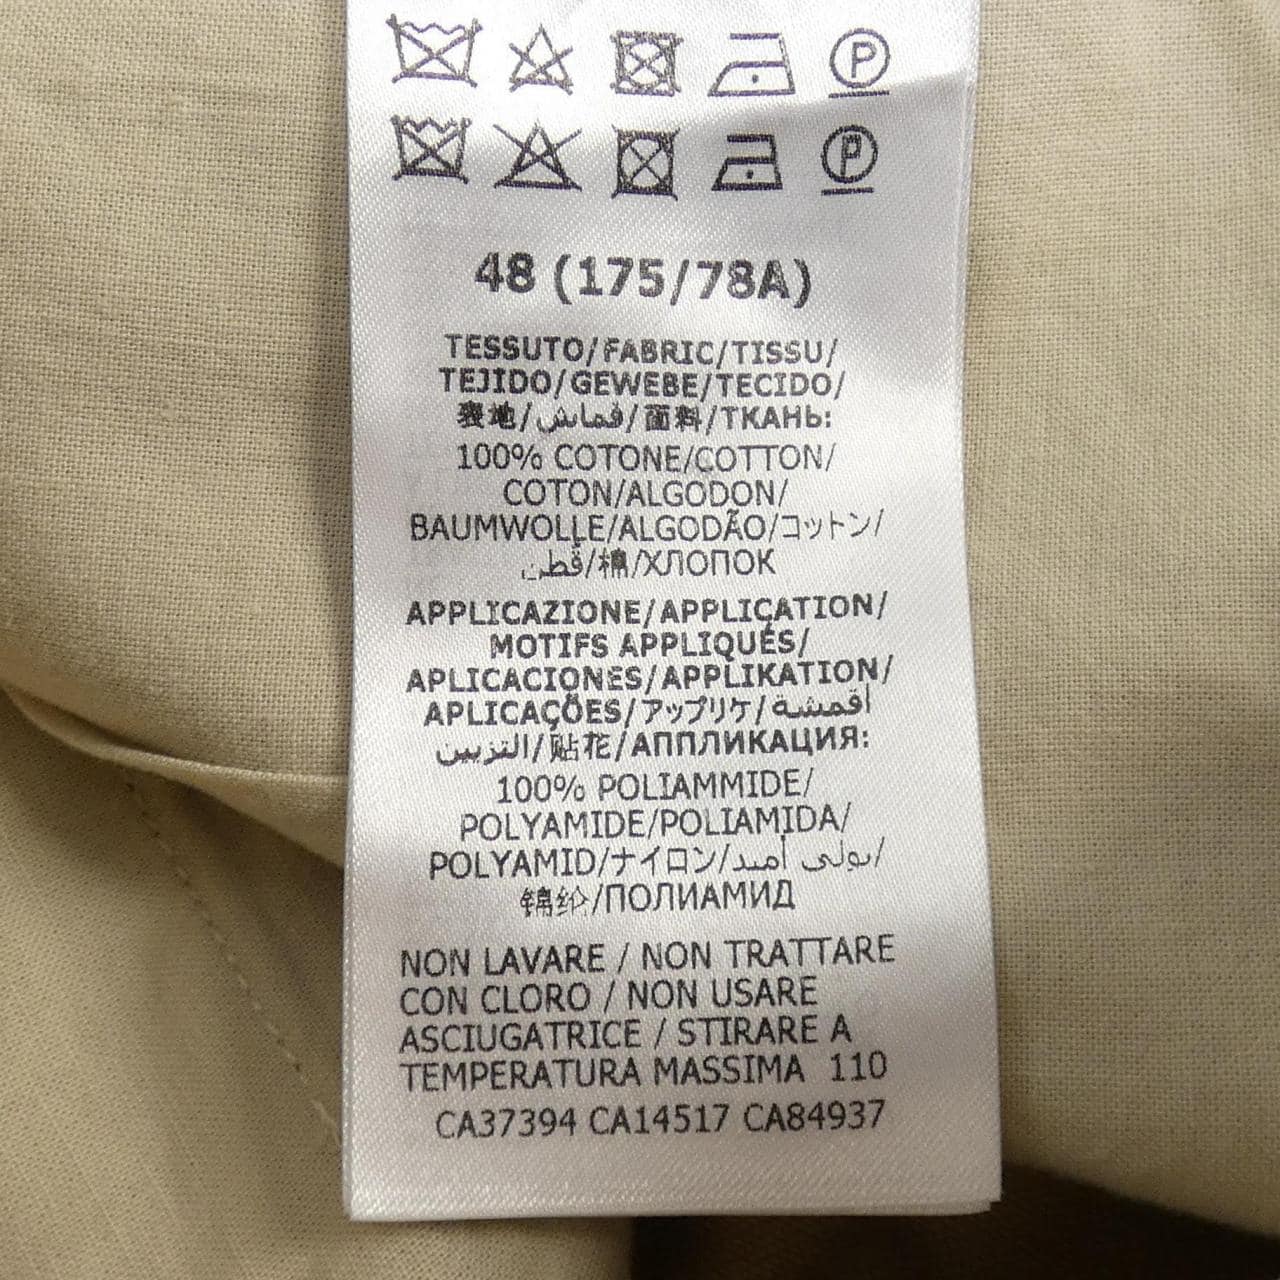 P
P
48 (175/78A)
TESSUTO/FABRIC/TISSU/
TEJIDO/GEWEBE/TECIDO/
表地/قماش/面料/ТКАНЬ:
100% COTONE/COTTON/
COTON/ALGODON/
BAUMWOLLE/ALGODÃO/コットン/
قطن/棉/ХЛОПОК
APPLICAZIONE/APPLICATION/
MOTIFS APPLIQUÉS/
APLICACIONES/APPLIKATION/
APLICAÇÕES/アップリケ/أقمشة
التزيين/贴花/АППЛИКАЦИЯ:
100% POLIAMMIDE/
POLYAMIDE/POLIAMIDA/
POLYAMID/ナイロン/بولي أميد/
锦纶/ПОЛИАМИД
NON LAVARE / NON TRATTARE
CON CLORO / NON USARE
ASCIUGATRICE / STIRARE A
TEMPERATURA MASSIMA 110
CA37394 CA14517 CA84937